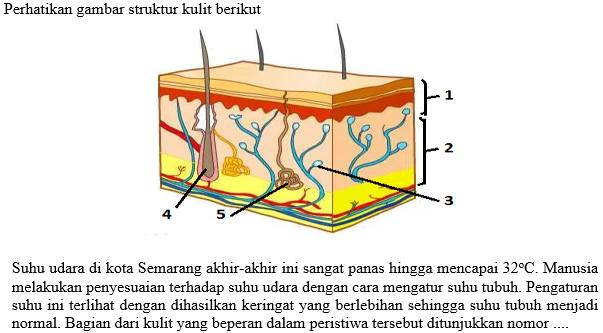 Perhatikan gambar struktur kulit berikut
1
2
3
4
5
Suhu udara di kota Semarang akhir-akhir ini sangat panas hingga mencapai 32°C. Manusia
melakukan penyesuaian terhadap suhu udara dengan cara mengatur suhu tubuh. Pengaturan
suhu ini terlihat dengan dihasilkan keringat yang berlebihan sehingga suhu tubuh menjadi
normal. Bagian dari kulit yang beperan dalam peristiwa tersebut ditunjukkan nomor ....